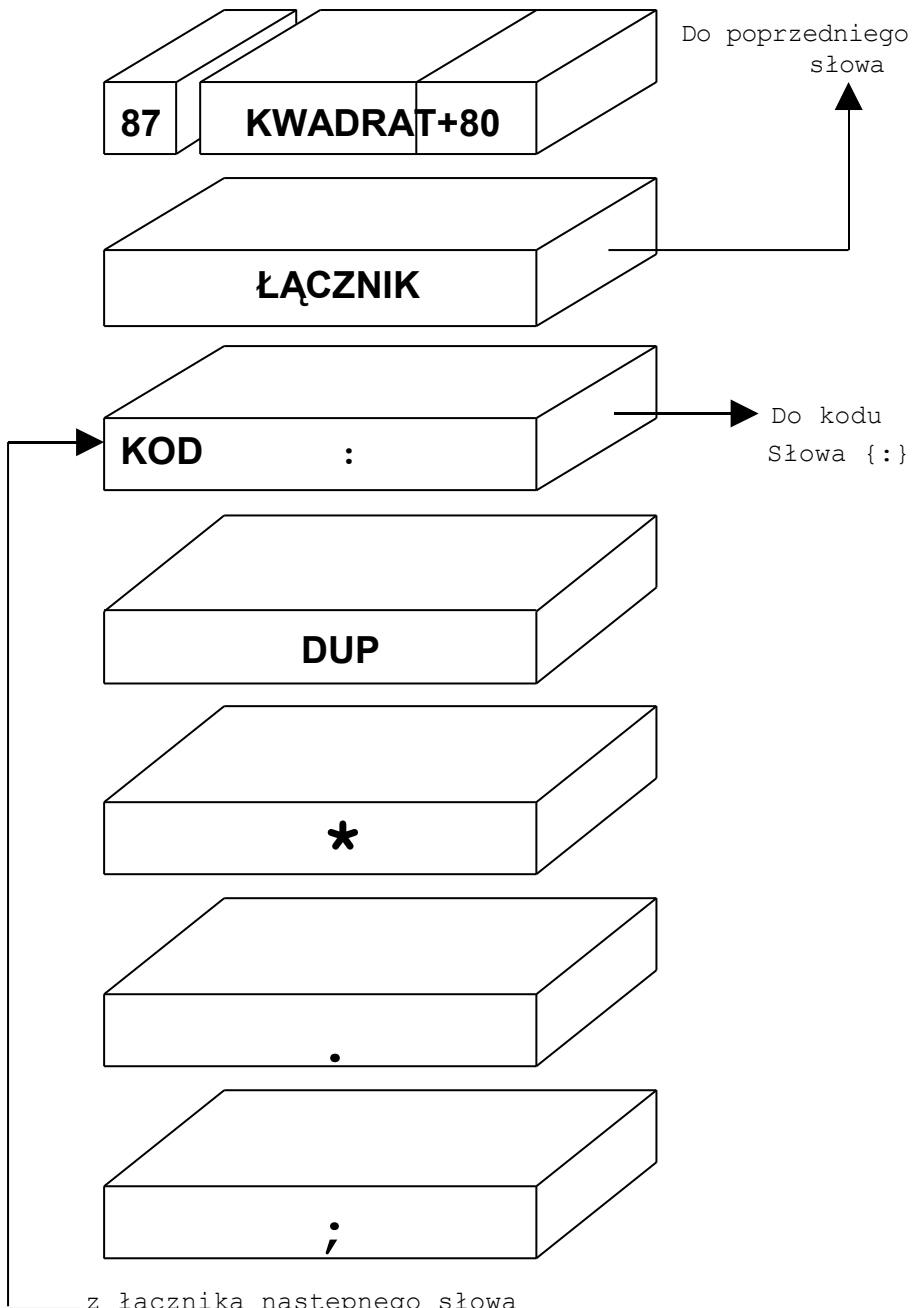 Do poprzedniego
słowa
87 KWADRAT+80
ŁĄCZNIK
KOD :
Do kodu
Słowa {:}
DUP
*
.
;
z łącznika następnego słowa